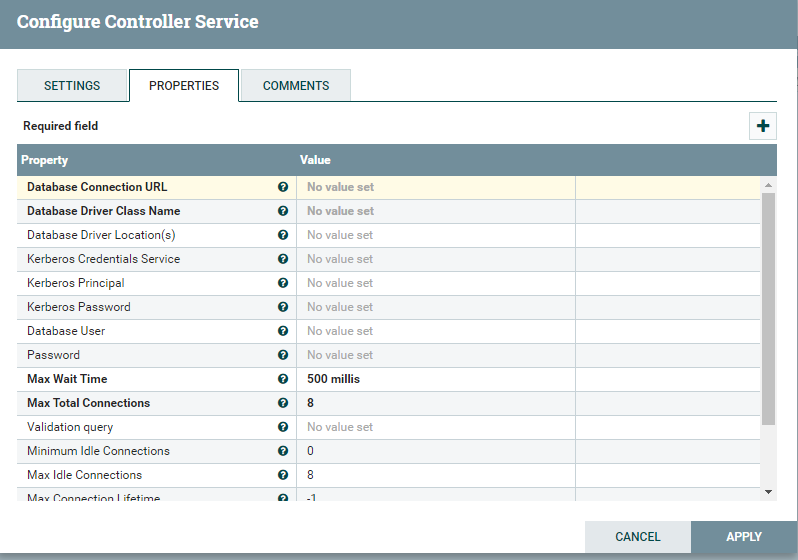 Configure Controller Service
SETTINGS PROPERTIES COMMENTS
Required field
Property Value
Database Connection URL No value set
Database Driver Class Name No value set
Database Driver Location(s) No value set
Kerberos Credentials Service No value set
Kerberos Principal No value set
Kerberos Password No value set
Database User No value set
Password No value set
Max Wait Time 500 millis
Max Total Connections 8
Validation query No value set
Minimum Idle Connections 0
Max Idle Connections 8
Max Connection Lifetime -1
CANCEL APPLY